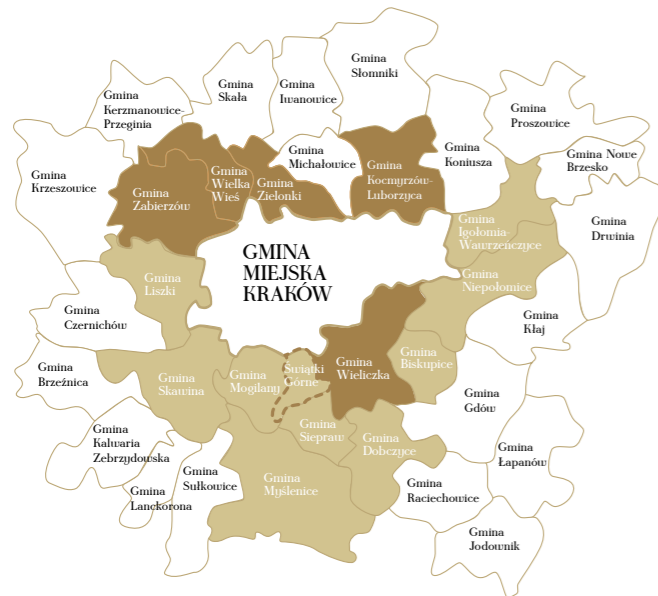 Gmina
Słomniki
Gmina
Skała
Gmina
Iwanowice
Gmina
Kerzmanowice-
Przeginia
Gmina
Proszowice
Gmina
Michałowice
Gmina
Koniusza
Gmina Nowe
Brzesko
Gmina
Krzeszowice
Gmina
Zabierzów
Gmina
Wielka
Wieś
Gmina
Zielonki
Gmina
Kocmyrzów-
Luborzyca
Gmina
Igołomia-
Wawrzeńczyce
Gmina
Drwinia
GMINA
MIEJSKA
KRAKÓW
Gmina
Liszki
Gmina
Niepołomice
Gmina
Czernichów
Gmina
Kłaj
Gmina
Brzeźnica
Gmina
Skawina
Gmina
Mogilany
Świątki
Górne
Gmina
Wieliczka
Gmina
Biskupice
Gmina
Gdów
Gmina
Kalwaria
Zebrzydowska
Gmina
Siepraw
Gmina
Dobczyce
Gmina
Łapanów
Gmina
Lanckorona
Gmina
Sułkowice
Gmina
Myślenice
Gmina
Raciechowice
Gmina
Jodownik